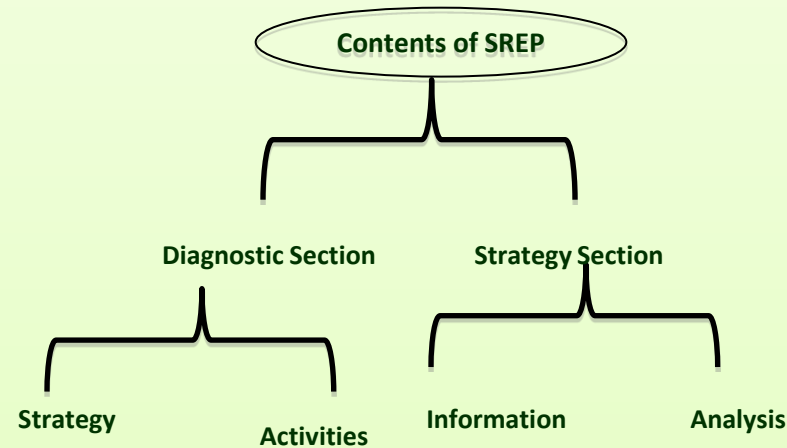 Contents of SREP
Diagnostic Section
Strategy Section
Strategy
Activities
Information
Analysis